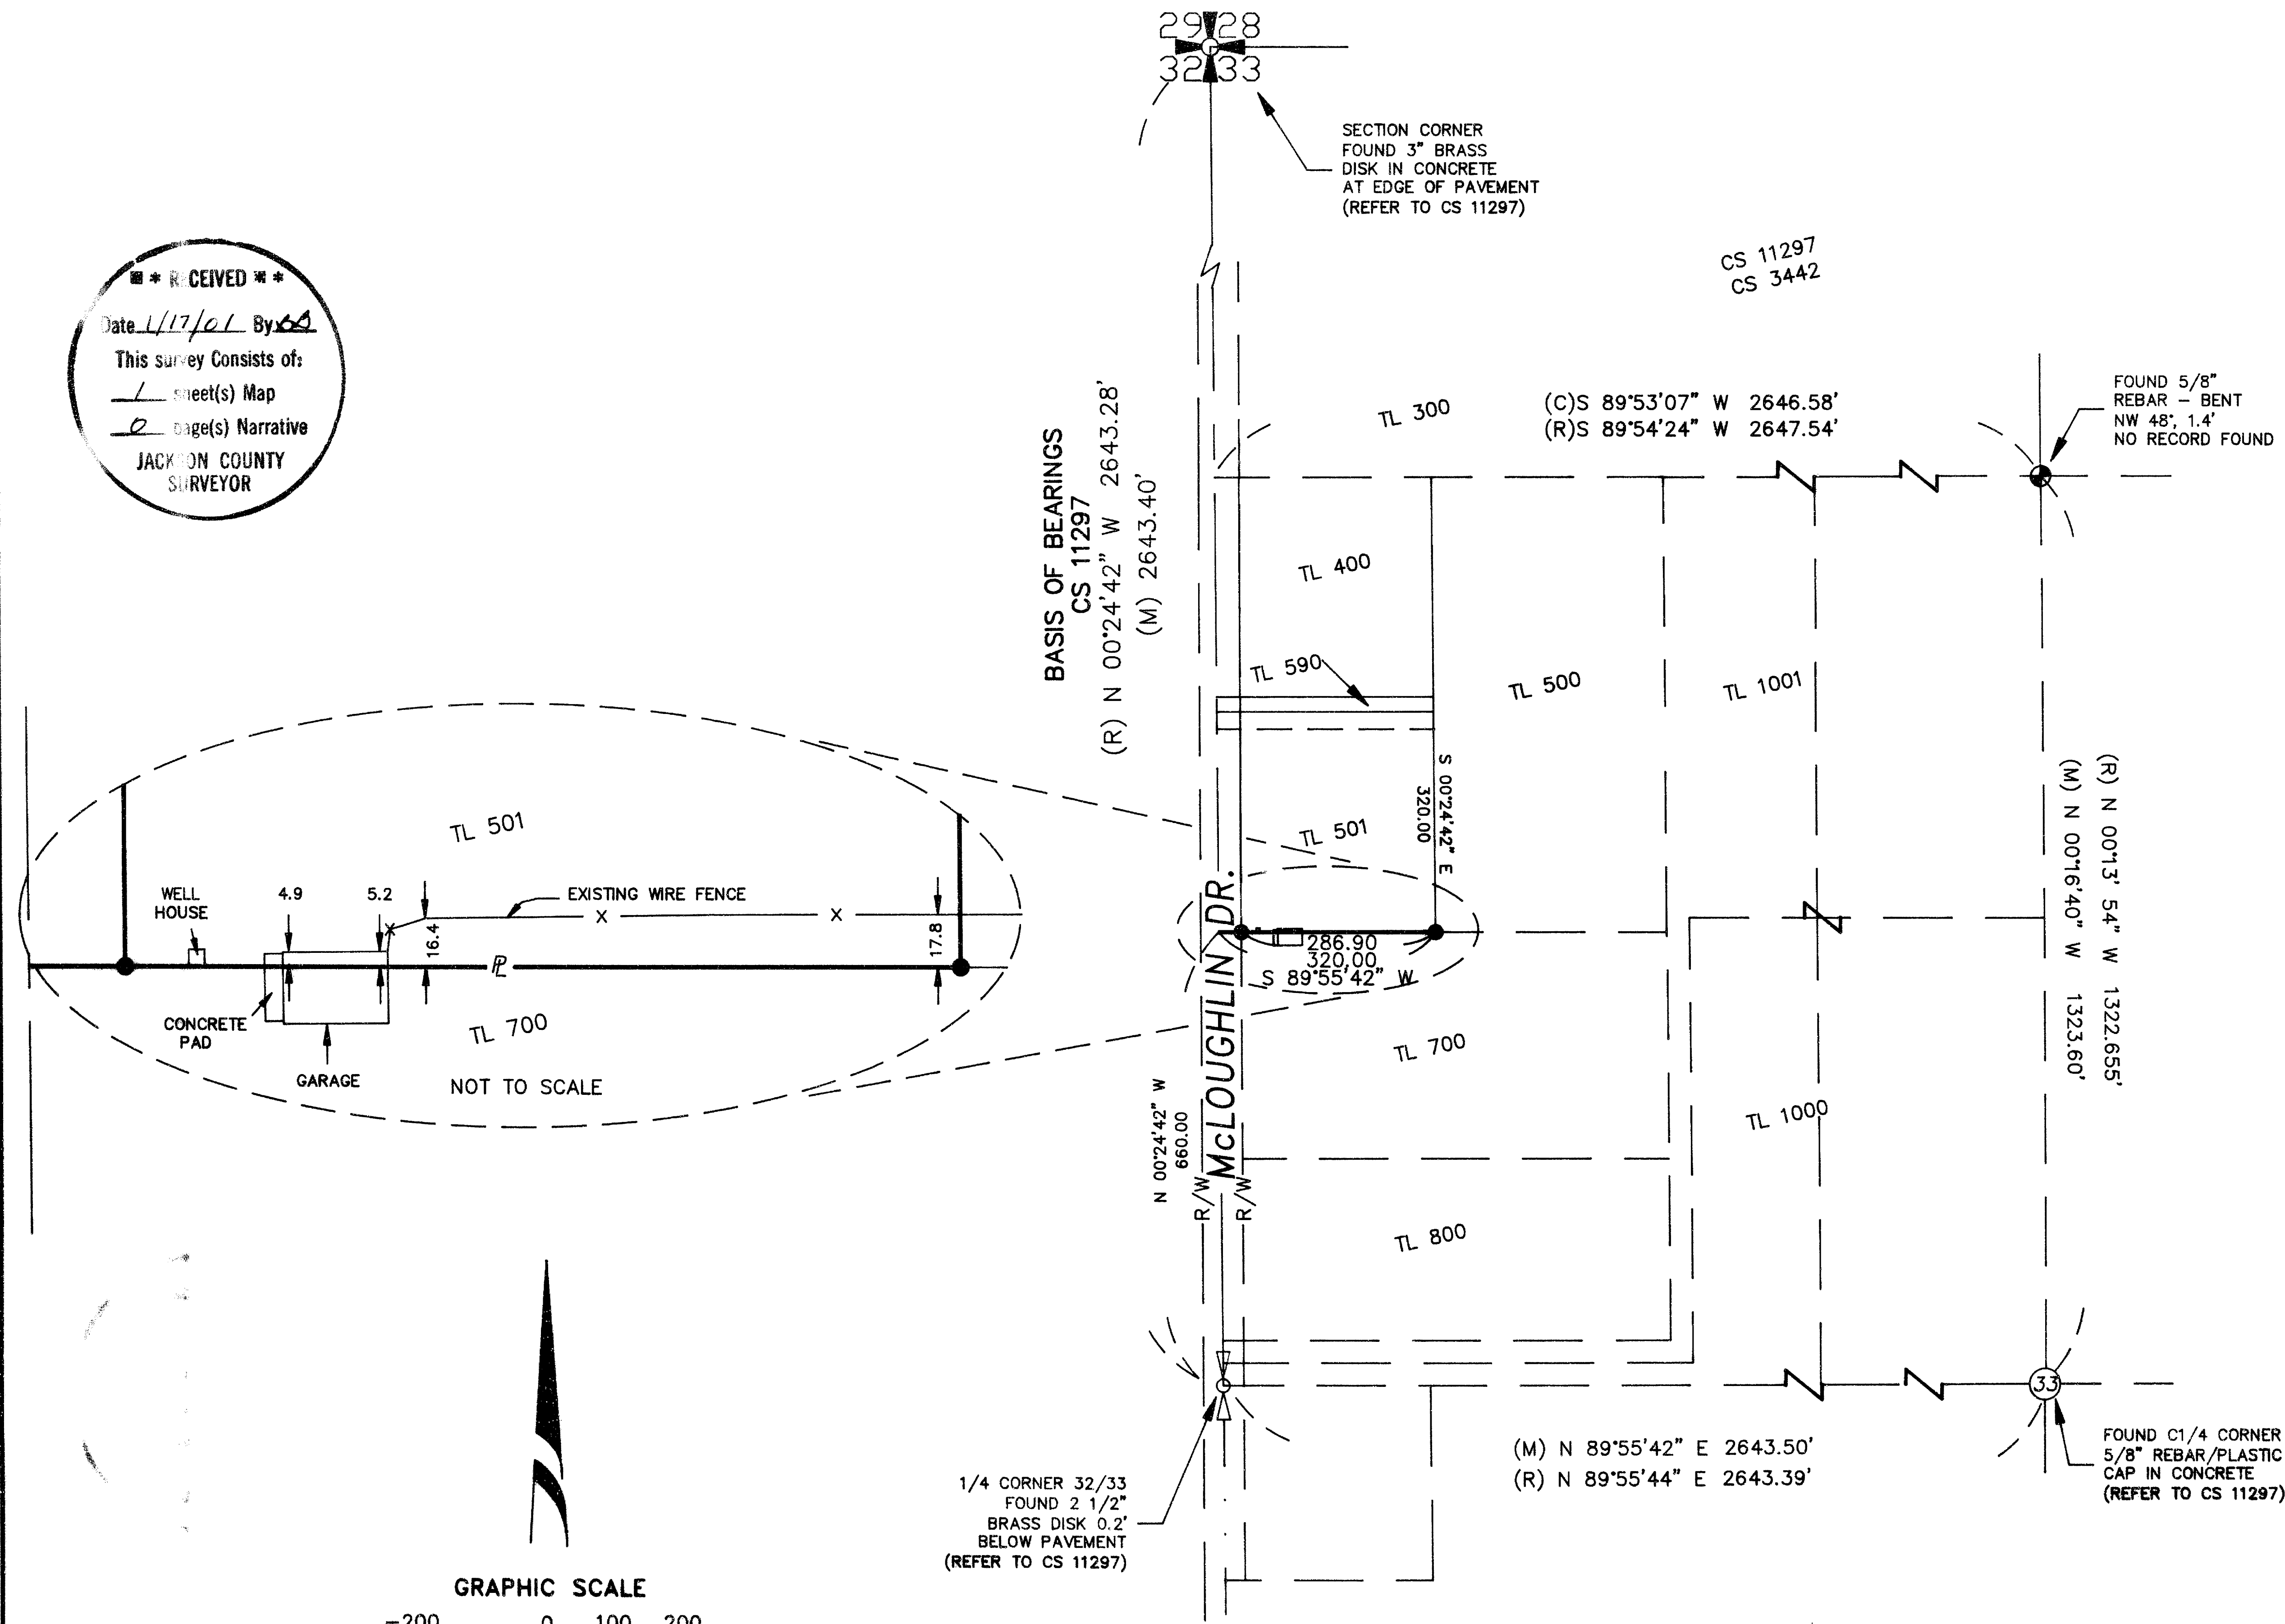 29 28
32 33
SECTION CORNER
FOUND 3" BRASS
DISK IN CONCRETE
AT EDGE OF PAVEMENT
(REFER TO CS 11297)
* * RECEIVED * *
Date 1/17/01 By
This survey Consists of:
1 sheet(s) Map
0 page(s) Narrative
JACKSON COUNTY
SURVEYOR
CS 11297
CS 3442
BASIS OF BEARINGS
CS 11297
(R) N 00°24'42" W 2643.28'
(M) 2643.40'
TL 300
(C)S 89°53'07" W 2646.58'
(R)S 89°54'24" W 2647.54'
FOUND 5/8"
REBAR – BENT
NW 48°, 1.4'
NO RECORD FOUND
TL 400
TL 590
TL 500
TL 1001
S 00°24'42" E
320.00
TL 501
(R) N 00°13' 54" W 1322.655'
(M) N 00°16'40" W 1323.60'
TL 501
WELL
HOUSE
4.9
5.2
EXISTING WIRE FENCE
X
X
16.4
17.8
PL
CONCRETE
PAD
TL 700
GARAGE
NOT TO SCALE
286.90
320.00
S 89°55'42" W
McLOUGHLIN DR.
TL 700
N 00°24'42" W
660.00
R/W
R/W
TL 1000
TL 800
33
(M) N 89°55'42" E 2643.50'
(R) N 89°55'44" E 2643.39'
1/4 CORNER 32/33
FOUND 2 1/2"
BRASS DISK 0.2'
BELOW PAVEMENT
(REFER TO CS 11297)
FOUND C1/4 CORNER
5/8" REBAR/PLASTIC
CAP IN CONCRETE
(REFER TO CS 11297)
GRAPHIC SCALE
-200 0 100 200